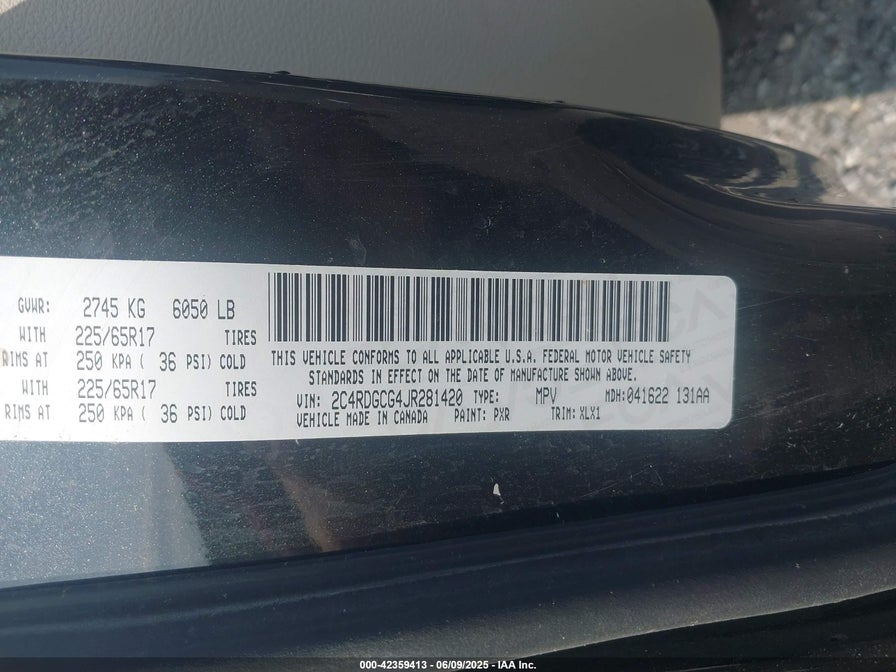 GVWR: 2745 KG 6050 LB
WITH 225/65R17 TIRES
RIMS AT 250 KPA ( 36 PSI) COLD
WITH 225/65R17 TIRES
RIMS AT 250 KPA ( 36 PSI) COLD
THIS VEHICLE CONFORMS TO ALL APPLICABLE U.S.A. FEDERAL MOTOR VEHICLE SAFETY
STANDARDS IN EFFECT ON THE DATE OF MANUFACTURE SHOWN ABOVE.
VIN: 2C4RDGCG4JR281420 TYPE: MPV MDH: 041622 131AA
VEHICLE MADE IN CANADA PAINT: PXR TRIM: XLX1
000-42359413 - 06/09/2025 - IAA Inc.